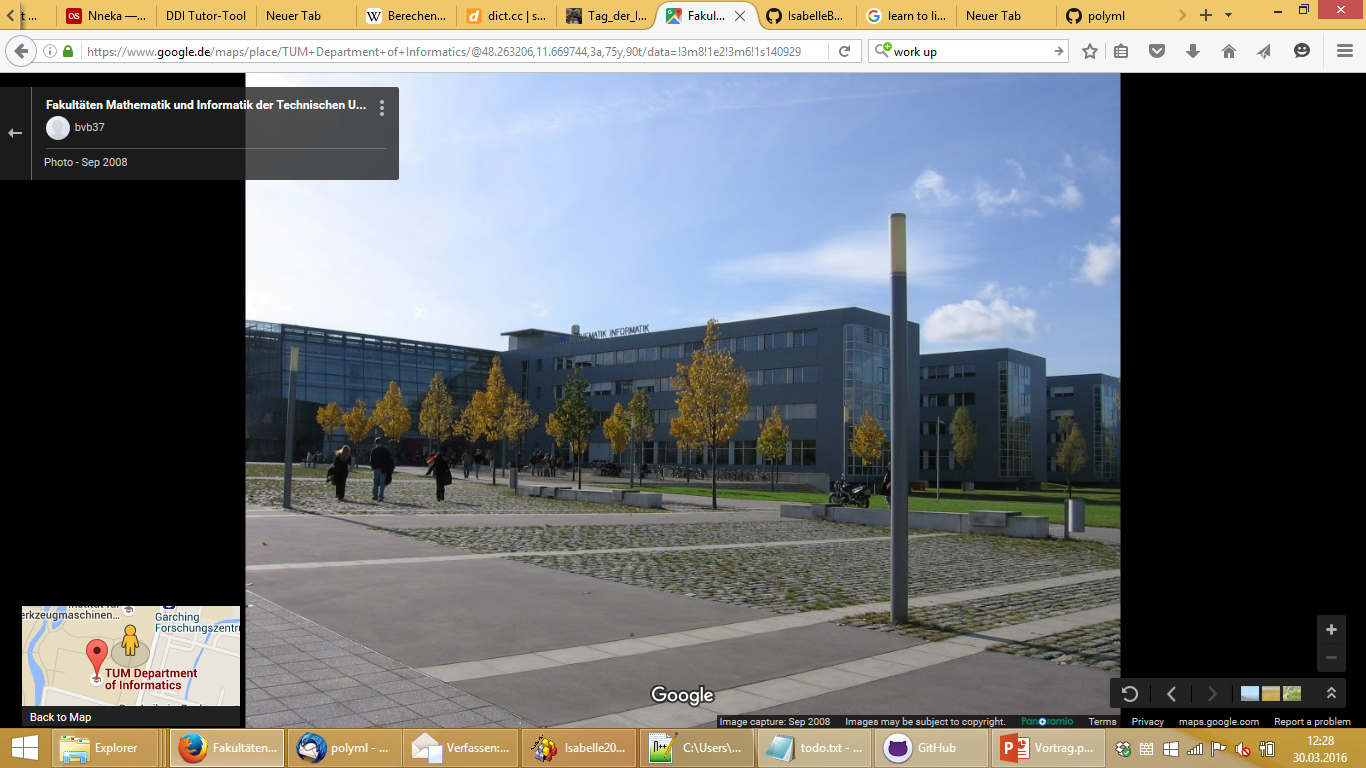 t ...
Nneka —...
DDI Tutor-Tool
Neuer Tab
Berechen...
dict.cc | s...
Tag_der_l...
Fakul...
IsabelleB...
learn to li...
Neuer Tab
polyml
https://www.google.de/maps/place/TUM+Department+of+Informatics/@48.263206,11.669744,3a,75y,90t/data=!3m8!1e2!3m6!1s140929
work up
Fakultäten Mathematik und Informatik der Technischen U...
bvb37
Photo - Sep 2008
MATHEMATIK INFORMATIK
erkzeugmaschinen...
Garching
Forschungszentr
TUM Department
of Informatics
Back to Map
Google
Image capture: Sep 2008
Images may be subject to copyright.
Panoramio
Terms
Privacy
maps.google.com
Report a problem
Explorer
Fakultäten...
polyml - ...
Verfassen:...
Isabelle20...
C:\Users\...
todo.txt - ...
GitHub
Vortrag.p...
12:28
30.03.2016